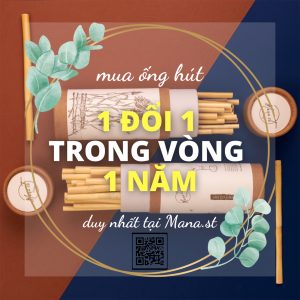 mua ống hút
1 ĐỔI 1
TRONG VÒNG
1 NĂM
duy nhất tại Mana.st